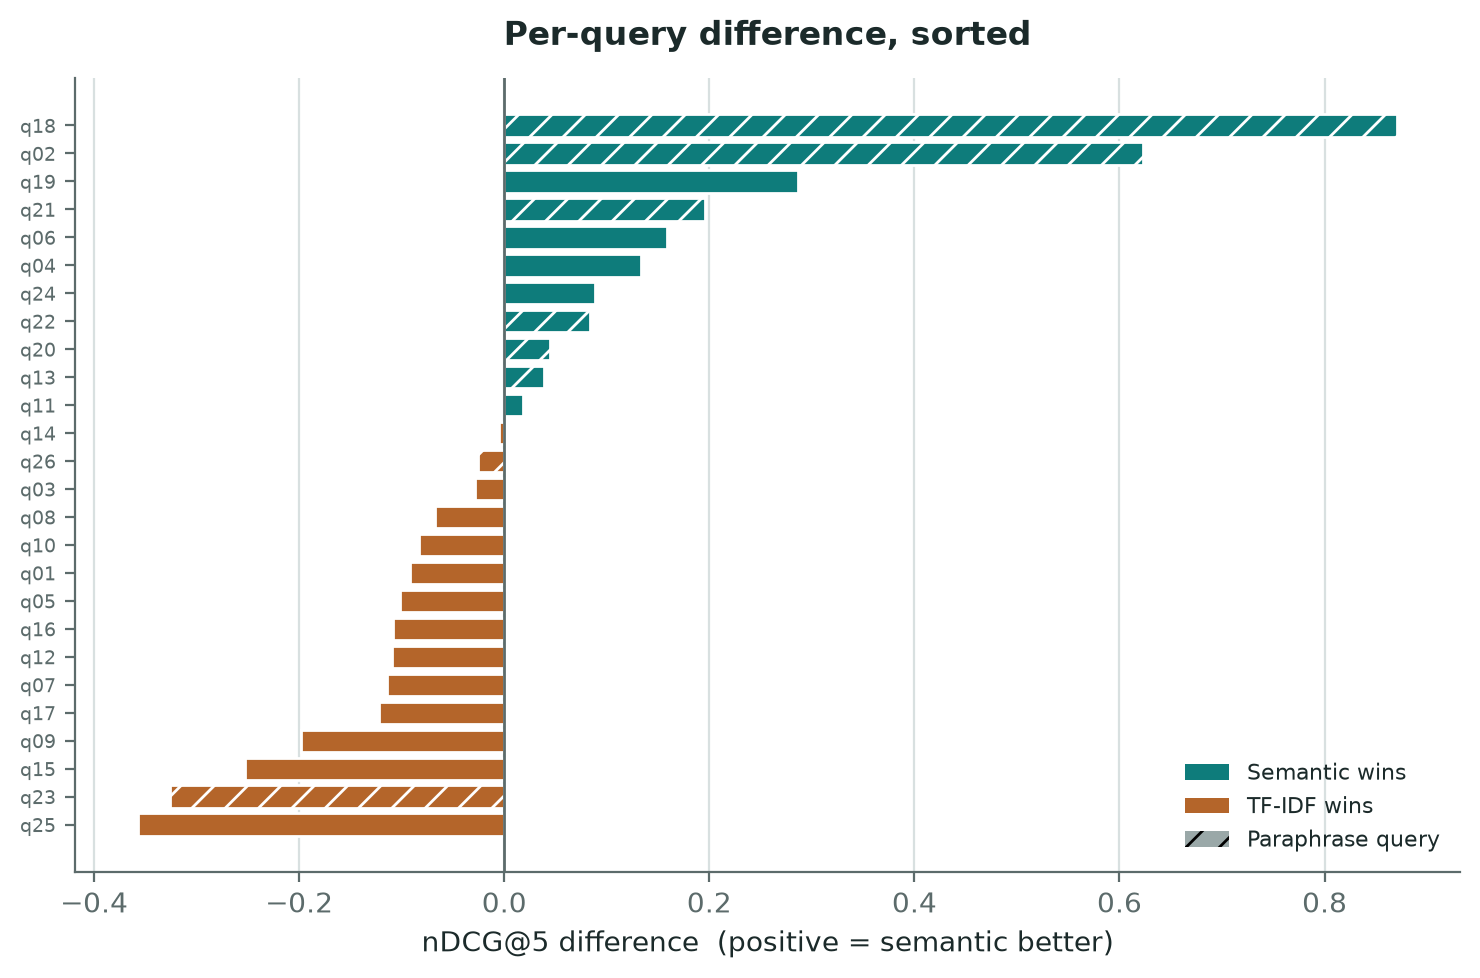 Per-query difference, sorted
q18
q02
q19
q21
q06
q04
q24
q22
q20
q13
q11
q14
q26
q03
q08
q10
q01
q05
q16
q12
q07
q17
q09
q15
q23
q25
Semantic wins
TF-IDF wins
Paraphrase query
−0.4 −0.2 0.0 0.2 0.4 0.6 0.8
nDCG@5 difference (positive = semantic better)